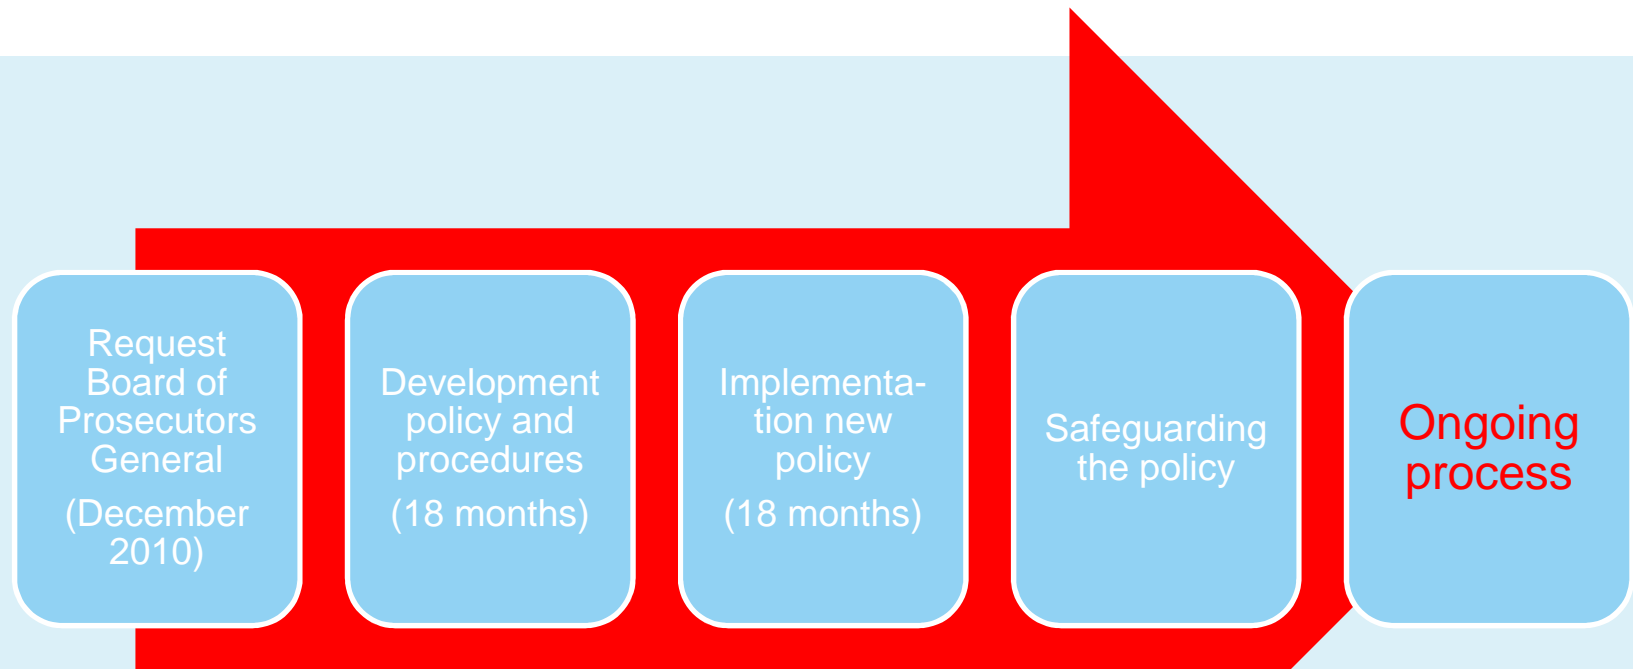 Request
Board of
Prosecutors
General
(December
2010)
Development
policy and
procedures
(18 months)
Implementa-
tion new
policy
(18 months)
Safeguarding
the policy
Ongoing
process